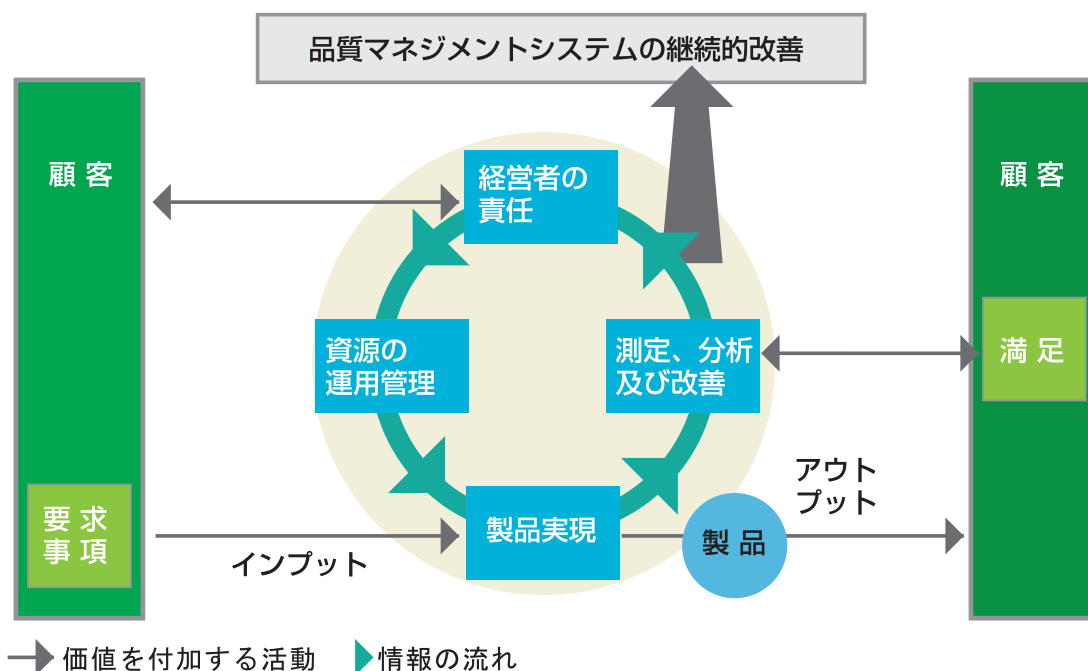 品質マネジメントシステムの継続的改善
顧 客
顧 客
経営者の
責任
資源の
運用管理
測定、分析
及び改善
満 足
アウト
プット
要 求
事 項
インプット
製品実現
製 品
価値を付加する活動
情報の流れ